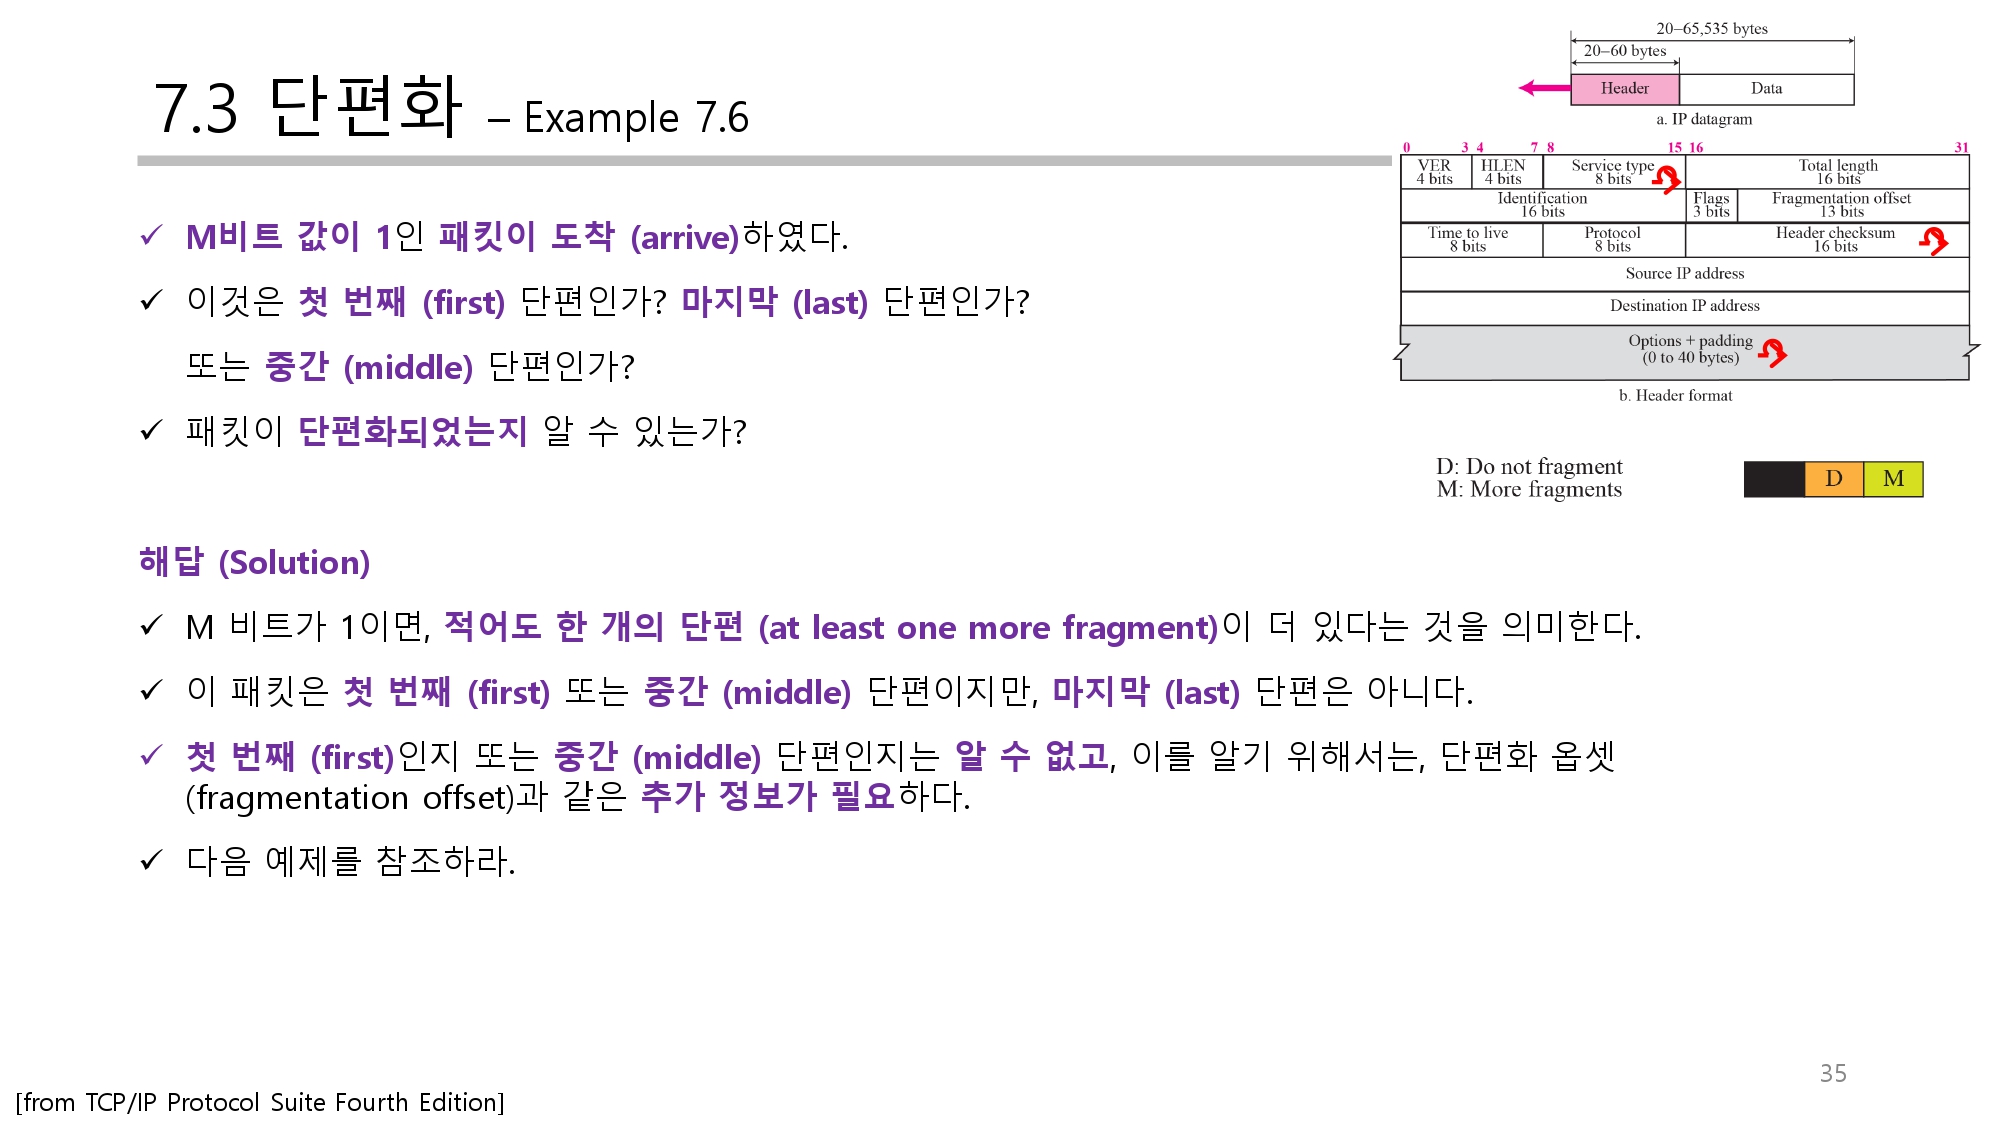 7.3 단편화 – Example 7.6
✓ M비트 값이 1인 패킷이 도착 (arrive)하였다.
✓ 이것은 첫 번째 (first) 단편인가? 마지막 (last) 단편인가?
또는 중간 (middle) 단편인가?
✓ 패킷이 단편화되었는지 알 수 있는가?
해답 (Solution)
✓ M 비트가 1이면, 적어도 한 개의 단편 (at least one more fragment)이 더 있다는 것을 의미한다.
✓ 이 패킷은 첫 번째 (first) 또는 중간 (middle) 단편이지만, 마지막 (last) 단편은 아니다.
✓ 첫 번째 (first)인지 또는 중간 (middle) 단편인지는 알 수 없고, 이를 알기 위해서는, 단편화 옵셋
(fragmentation offset)과 같은 추가 정보가 필요하다.
✓ 다음 예제를 참조하라.
20–65,535 bytes
20–60 bytes
Header Data
a. IP datagram
0 3 4 7 8 15 16 31
VER HLEN Service type Total length
4 bits 4 bits 8 bits 16 bits
Identification Flags Fragmentation offset
16 bits 3 bits 13 bits
Time to live Protocol Header checksum
8 bits 8 bits 16 bits
Source IP address
Destination IP address
Options + padding
(0 to 40 bytes)
b. Header format
D: Do not fragment
M: More fragments
D M
35
[from TCP/IP Protocol Suite Fourth Edition]